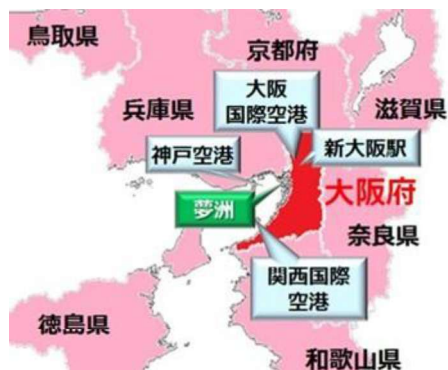 鳥取県
京都府
大阪
国際空港
兵庫県
滋賀県
新大阪駅
神戸空港
大阪府
夢洲
奈良県
関西国際
空港
徳島県
和歌山県